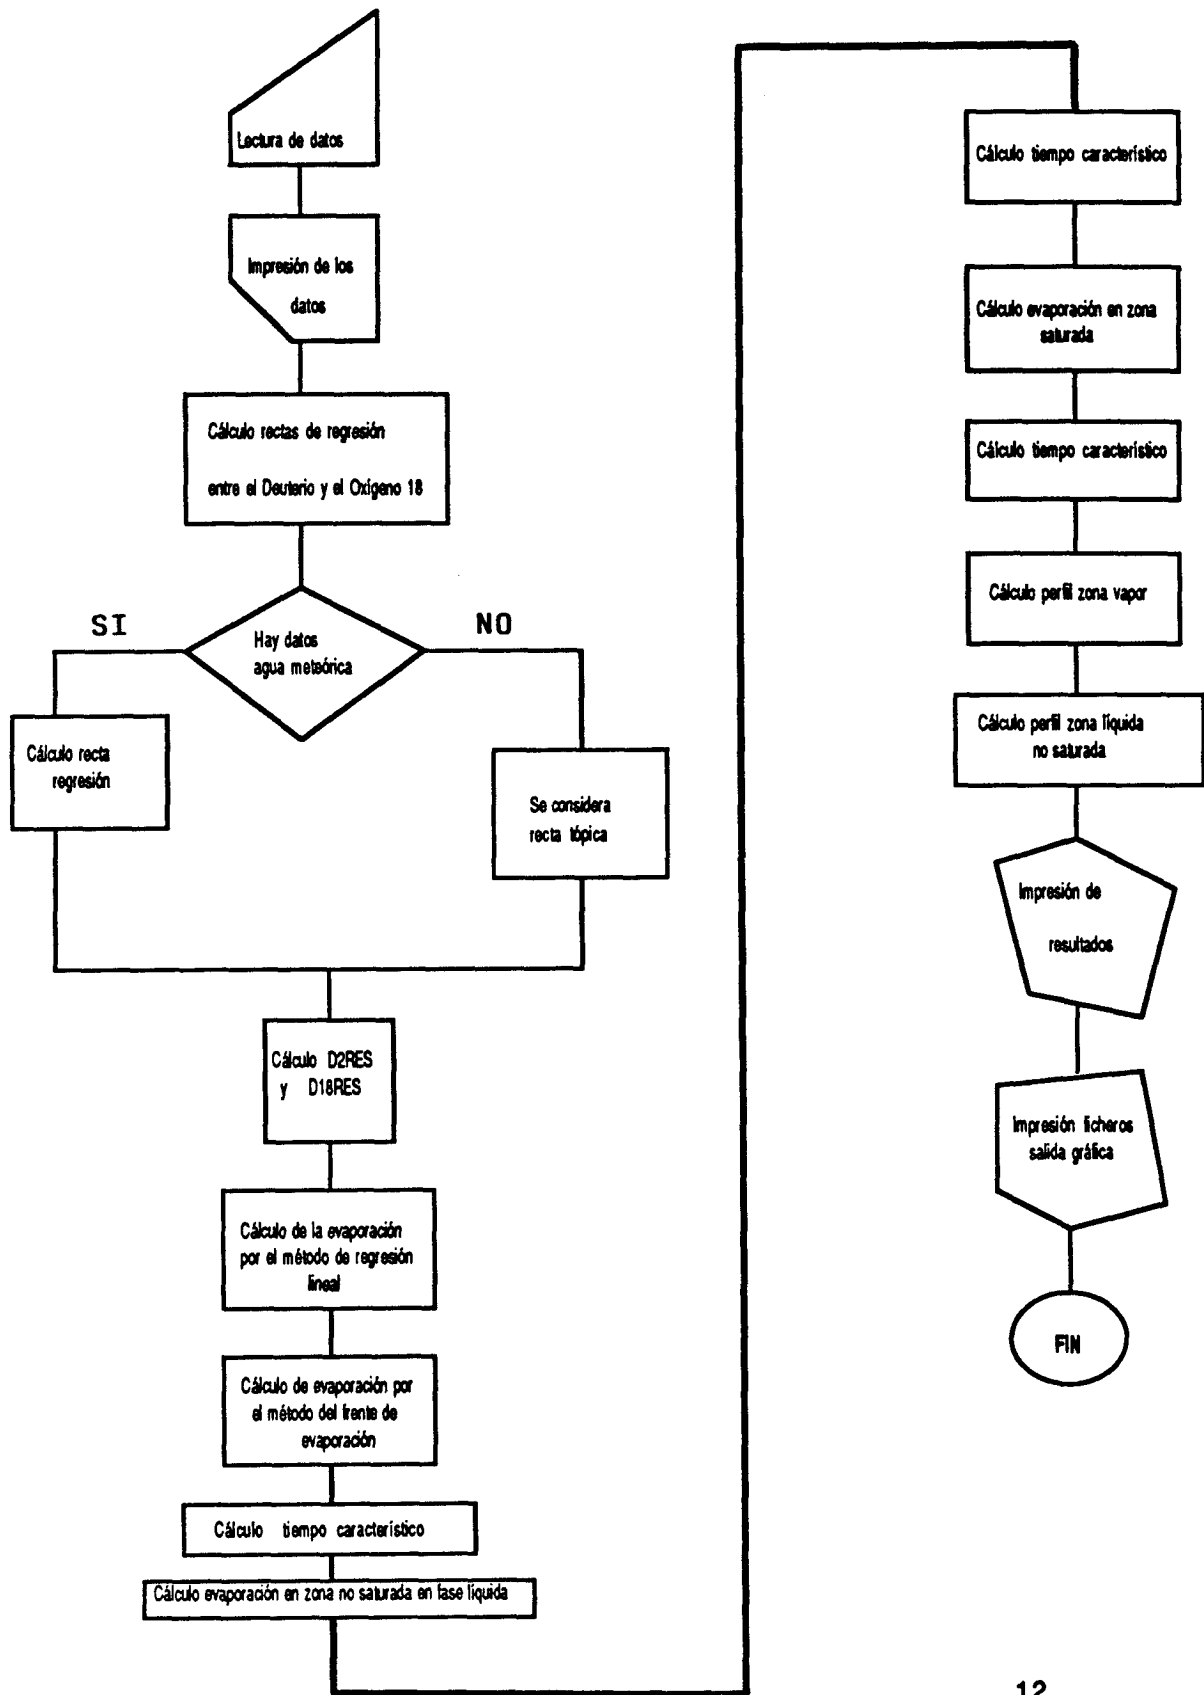 Lectura de datos
Impresión de los
datos
Cálculo rectas de regresión
entre el Deuterio y el Oxígeno 18
Hay datos
agua meteórica
SI
NO
Cálculo recta
regresión
Se considera
recta tópica
Cálculo D2RES
y D18RES
Cálculo de la evaporación
por el método de regresión
lineal
Cálculo de evaporación por
el método del frente de
evaporación
Cálculo tiempo característico
Cálculo evaporación en zona no saturada en fase líquida
Cálculo tiempo característico
Cálculo evaporación en zona
saturada
Cálculo tiempo característico
Cálculo perfil zona vapor
Cálculo perfil zona líquida
no saturada
Impresión de
resultados
Impresión ficheros
salida gráfica
FIN
12